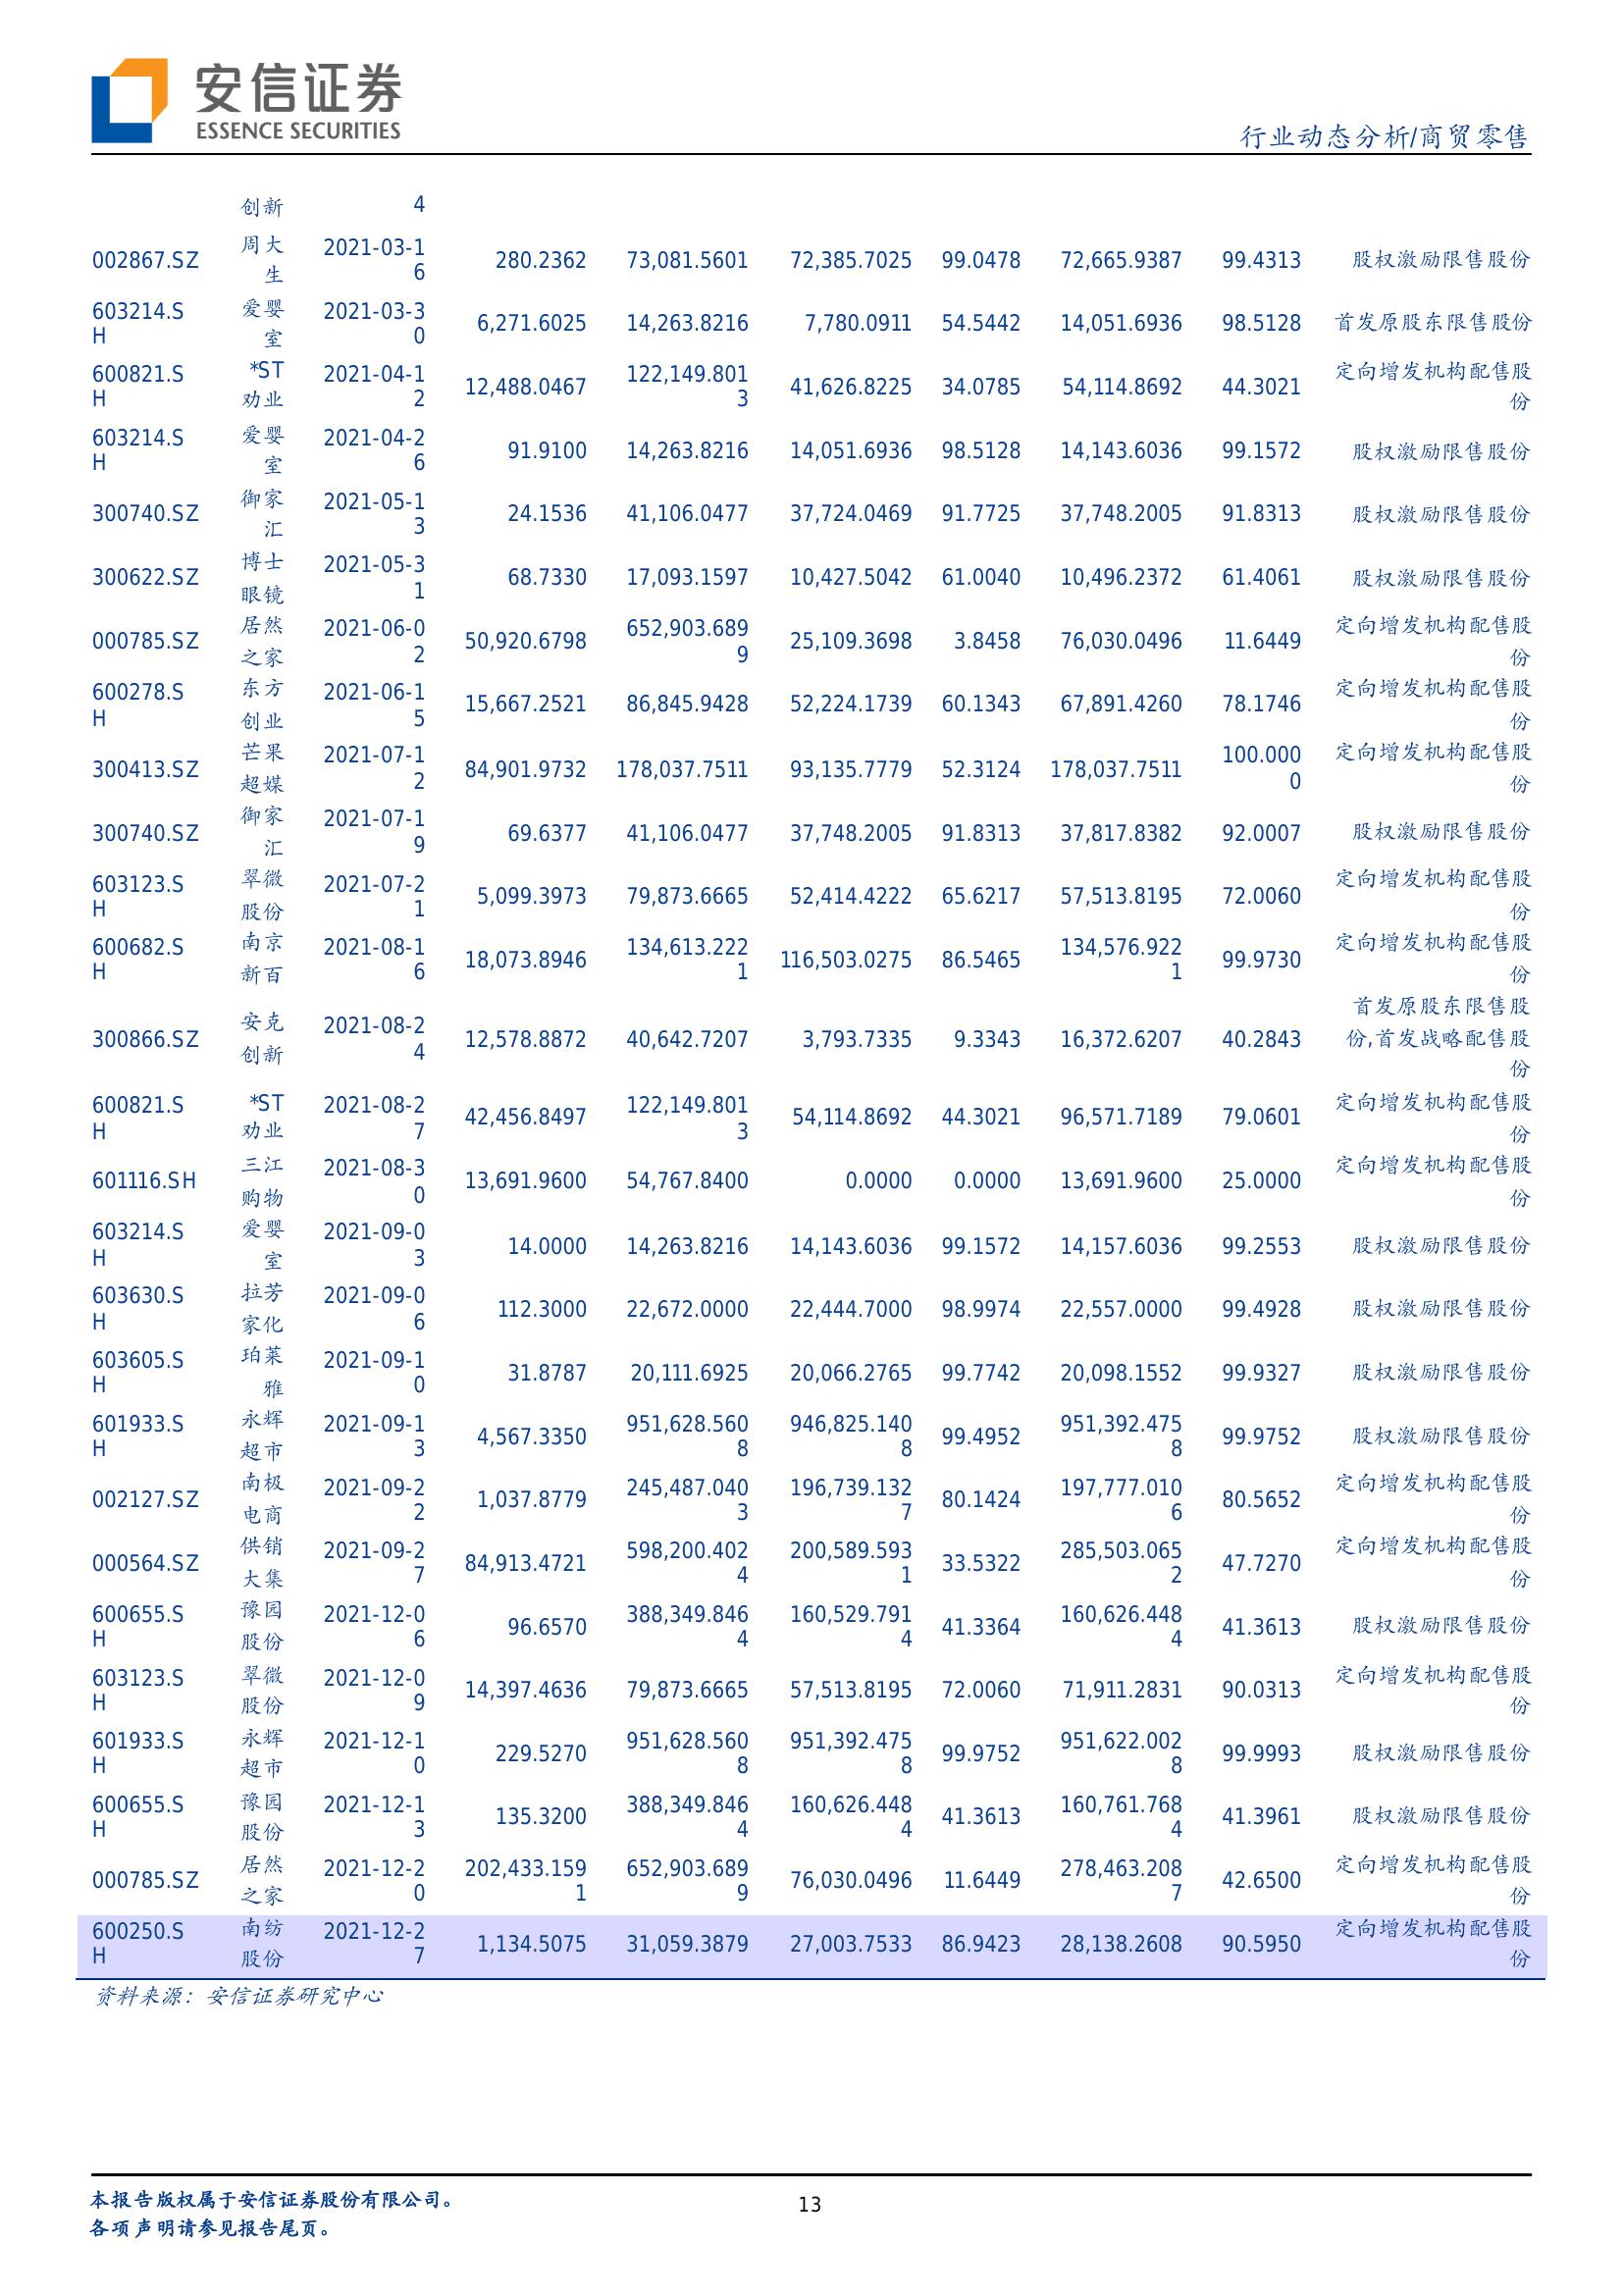 安信证券
ESSENCE SECURITIES
行业动态分析/商贸零售
创新 4
002867.SZ 周大生 2021-03-16 280.2362 73,081.5601 72,385.7025 99.0478 72,665.9387 99.4313 股权激励限售股份
603214.SH 爱婴室 2021-03-30 6,271.6025 14,263.8216 7,780.0911 54.5442 14,051.6936 98.5128 首发原股东限售股份
600821.SH *ST劝业 2021-04-12 12,488.0467 122,149.8013 41,626.8225 34.0785 54,114.8692 44.3021 定向增发机构配售股份
603214.SH 爱婴室 2021-04-26 91.9100 14,263.8216 14,051.6936 98.5128 14,143.6036 99.1572 股权激励限售股份
300740.SZ 御家汇 2021-05-13 24.1536 41,106.0477 37,724.0469 91.7725 37,748.2005 91.8313 股权激励限售股份
300622.SZ 博士眼镜 2021-05-31 68.7330 17,093.1597 10,427.5042 61.0040 10,496.2372 61.4061 股权激励限售股份
000785.SZ 居然之家 2021-06-02 50,920.6798 652,903.6899 25,109.3698 3.8458 76,030.0496 11.6449 定向增发机构配售股份
600278.SH 东方创业 2021-06-15 15,667.2521 86,845.9428 52,224.1739 60.1343 67,891.4260 78.1746 定向增发机构配售股份
300413.SZ 芒果超媒 2021-07-12 84,901.9732 178,037.7511 93,135.7779 52.3124 178,037.7511 100.0000 定向增发机构配售股份
300740.SZ 御家汇 2021-07-19 69.6377 41,106.0477 37,748.2005 91.8313 37,817.8382 92.0007 股权激励限售股份
603123.SH 翠微股份 2021-07-21 5,099.3973 79,873.6665 52,414.4222 65.6217 57,513.8195 72.0060 定向增发机构配售股份
600682.SH 南京新百 2021-08-16 18,073.8946 134,613.2221 116,503.0275 86.5465 134,576.9221 99.9730 定向增发机构配售股份
300866.SZ 安克创新 2021-08-24 12,578.8872 40,642.7207 3,793.7335 9.3343 16,372.6207 40.2843 首发原股东限售股份,首发战略配售股份
600821.SH *ST劝业 2021-08-27 42,456.8497 122,149.8013 54,114.8692 44.3021 96,571.7189 79.0601 定向增发机构配售股份
601116.SH 三江购物 2021-08-30 13,691.9600 54,767.8400 0.0000 0.0000 13,691.9600 25.0000 定向增发机构配售股份
603214.SH 爱婴室 2021-09-03 14.0000 14,263.8216 14,143.6036 99.1572 14,157.6036 99.2553 股权激励限售股份
603630.SH 拉芳家化 2021-09-06 112.3000 22,672.0000 22,444.7000 98.9974 22,557.0000 99.4928 股权激励限售股份
603605.SH 珀莱雅 2021-09-10 31.8787 20,111.6925 20,066.2765 99.7742 20,098.1552 99.9327 股权激励限售股份
601933.SH 永辉超市 2021-09-13 4,567.3350 951,628.5608 946,825.1408 99.4952 951,392.4758 99.9752 股权激励限售股份
002127.SZ 南极电商 2021-09-22 1,037.8779 245,487.0403 196,739.1327 80.1424 197,777.0106 80.5652 定向增发机构配售股份
000564.SZ 供销大集 2021-09-27 84,913.4721 598,200.4024 200,589.5931 33.5322 285,503.0652 47.7270 定向增发机构配售股份
600655.SH 豫园股份 2021-12-06 96.6570 388,349.8464 160,529.7914 41.3364 160,626.4484 41.3613 股权激励限售股份
603123.SH 翠微股份 2021-12-09 14,397.4636 79,873.6665 57,513.8195 72.0060 71,911.2831 90.0313 定向增发机构配售股份
601933.SH 永辉超市 2021-12-10 229.5270 951,628.5608 951,392.4758 99.9752 951,622.0028 99.9993 股权激励限售股份
600655.SH 豫园股份 2021-12-13 135.3200 388,349.8464 160,626.4484 41.3613 160,761.7684 41.3961 股权激励限售股份
000785.SZ 居然之家 2021-12-20 202,433.1591 652,903.6899 76,030.0496 11.6449 278,463.2087 42.6500 定向增发机构配售股份
600250.SH 南纺股份 2021-12-27 1,134.5075 31,059.3879 27,003.7533 86.9423 28,138.2608 90.5950 定向增发机构配售股份
资料来源：安信证券研究中心
本报告版权属于安信证券股份有限公司。
各项声明请参见报告尾页。
13